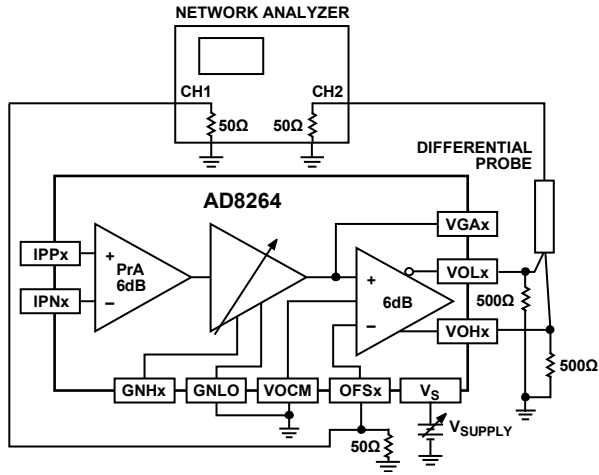 NETWORK ANALYZER
CH1
CH2
50Ω
50Ω
DIFFERENTIAL
PROBE
AD8264
VGAx
IPPx
+
PrA
6dB
+
6dB
VOLx
500Ω
IPNx
–
–
VOHx
500Ω
GNHx
GNLO
VOCM
OFSx
VS
50Ω
VSUPPLY